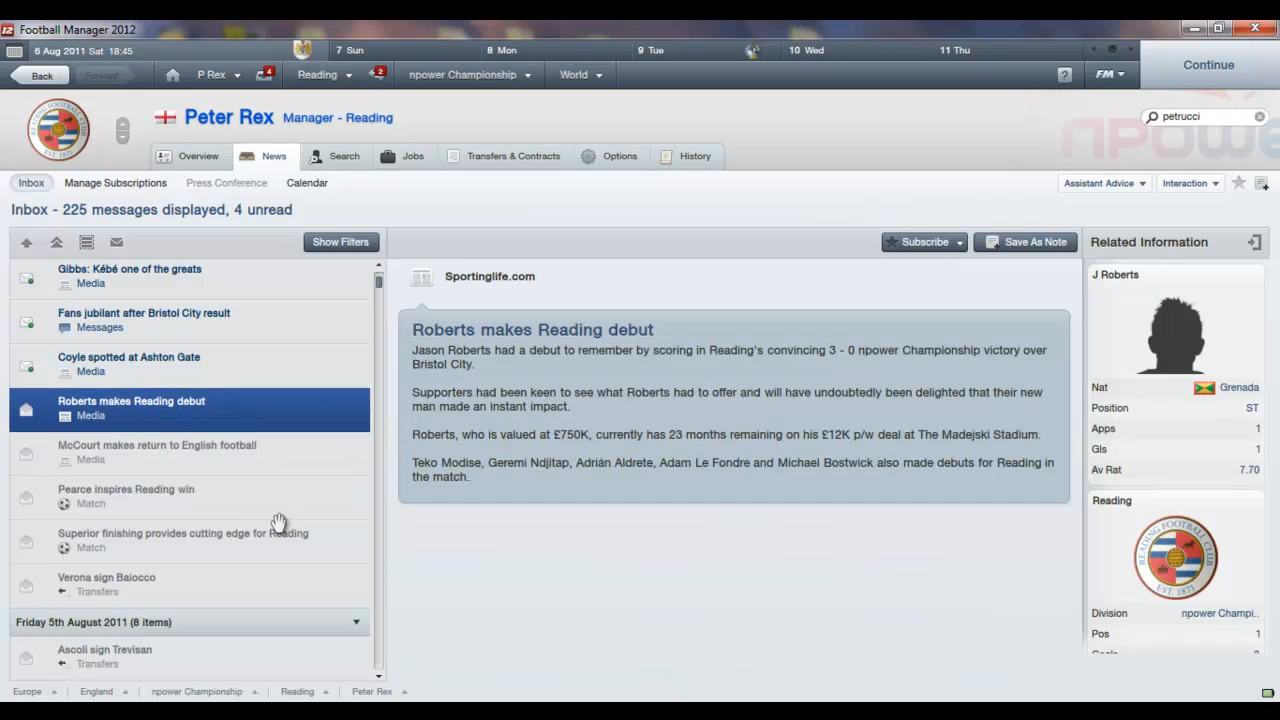 12 Football Manager 2012
6 Aug 2011 Sat 18:45
7 Sun
8 Mon
9 Tue
10 Wed
11 Thu
Continue
Back
Forward
P Rex
4
Reading
2
npower Championship
World
?
FM
Peter Rex
Manager - Reading
petrucci
Overview
News
Search
Jobs
Transfers & Contracts
Options
History
Inbox
Manage Subscriptions
Press Conference
Calendar
Assistant Advice
Interaction
Inbox - 225 messages displayed, 4 unread
Show Filters
Gibbs: Kébé one of the greats
Media
Fans jubilant after Bristol City result
Messages
Coyle spotted at Ashton Gate
Media
Roberts makes Reading debut
Media
McCourt makes return to English football
Media
Pearce inspires Reading win
Match
Superior finishing provides cutting edge for Reading
Match
Verona sign Baiocco
Transfers
Friday 5th August 2011 (8 items)
Ascoli sign Trevisan
Transfers
Subscribe
Save As Note
Sportinglife.com
Roberts makes Reading debut
Jason Roberts had a debut to remember by scoring in Reading's convincing 3 - 0 npower Championship victory over
Bristol City.
Supporters had been keen to see what Roberts had to offer and will have undoubtedly been delighted that their new
man made an instant impact.
Roberts, who is valued at £750K, currently has 23 months remaining on his £12K p/w deal at The Madejski Stadium.
Teko Modise, Geremi Ndjitap, Adrián Aldrete, Adam Le Fondre and Michael Bostwick also made debuts for Reading in
the match.
Related Information
J Roberts
Nat Grenada
Position ST
Apps 1
Gls 1
Av Rat 7.70
Reading
READING FOOTBALL CLUB
EST. 1871
Division npower Champi..
Pos 1
Europe
England
npower Championship
Reading
Peter Rex